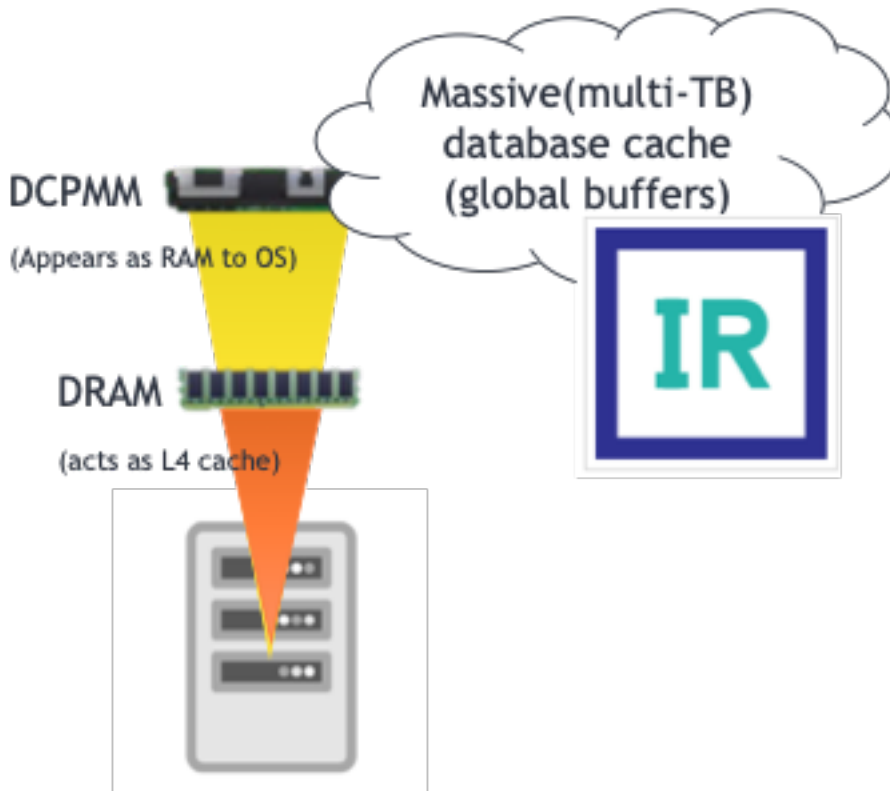 Massive(multi-TB)
database cache
(global buffers)
DCPMM
(Appears as RAM to OS)
IR
DRAM
(acts as L4 cache)